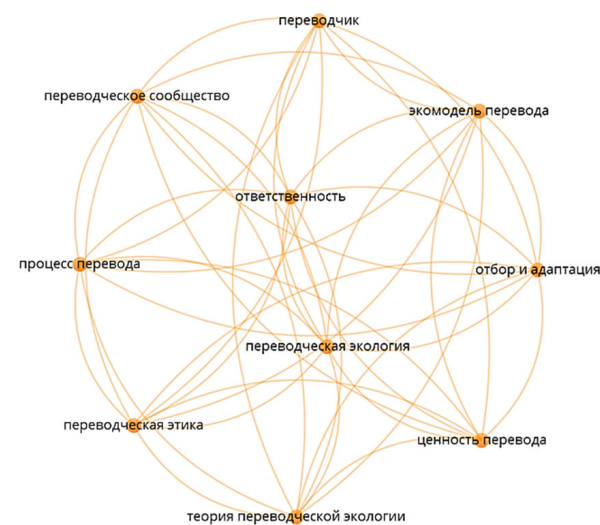 переводчик
переводческое сообщество
экомодель перевода
ответственность
процесс перевода
отбор и адаптация
переводческая экология
переводческая этика
ценность перевода
теория переводческой экологии